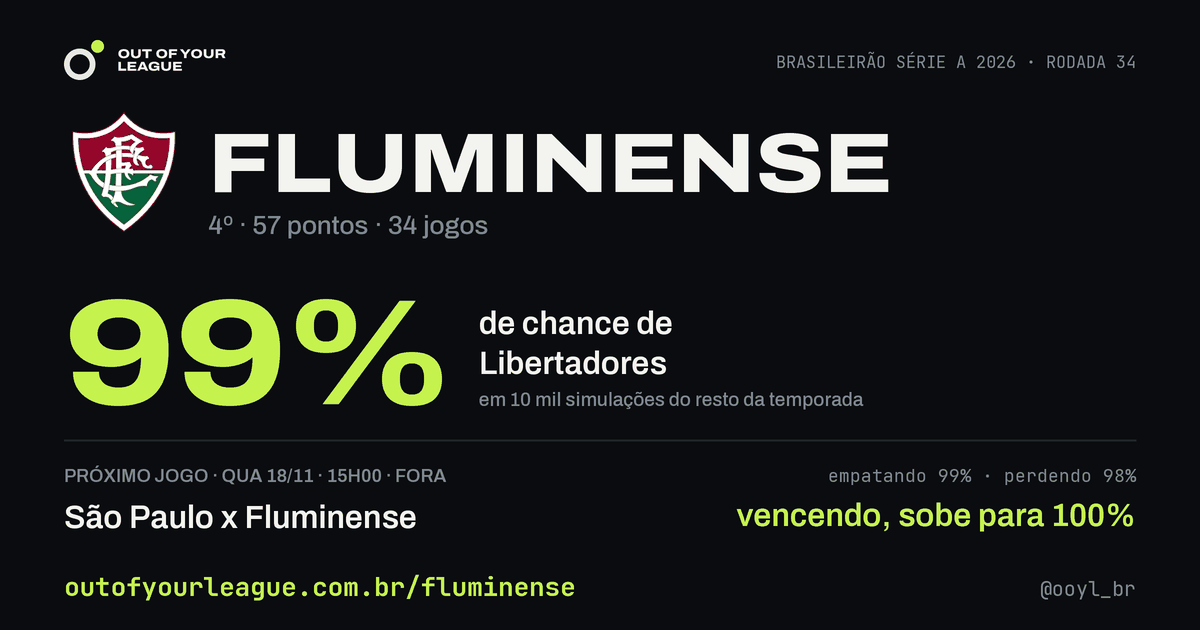 OUT OF YOUR
LEAGUE
BRASILEIRÃO SÉRIE A 2026 · RODADA 34
FLUMINENSE
4º · 57 pontos · 34 jogos
99%
de chance de
Libertadores
em 10 mil simulações do resto da temporada
PRÓXIMO JOGO · QUA 18/11 · 15H00 · FORA
São Paulo x Fluminense
empatando 99% · perdendo 98%
vencendo, sobe para 100%
outofyourleague.com.br/fluminense
@ooyl_br